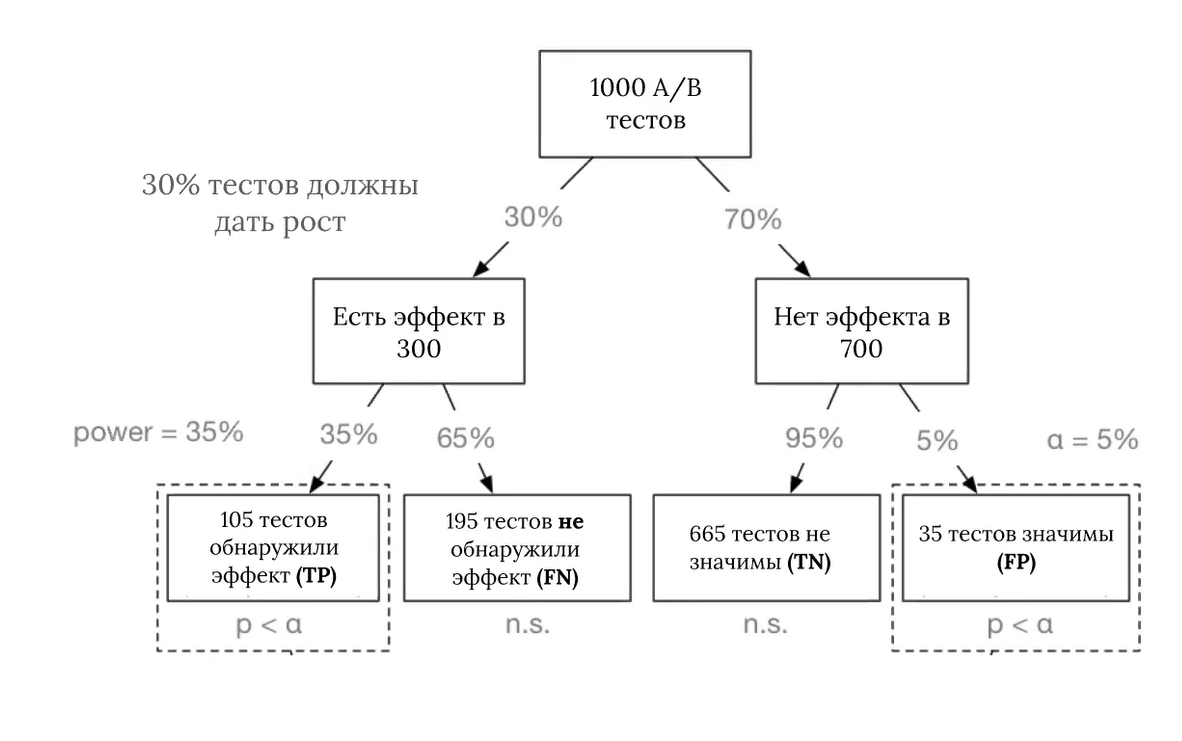 1000 A/B
тестов
30% тестов должны
дать рост
30%
70%
Есть эффект в
300
Нет эффекта в
700
power = 35%
35%
65%
95%
5%
α = 5%
105 тестов
обнаружили
эффект (TP)
195 тестов не
обнаружили
эффект (FN)
665 тестов не
значимы (TN)
35 тестов значимы
(FP)
p < α
n.s.
n.s.
p < α